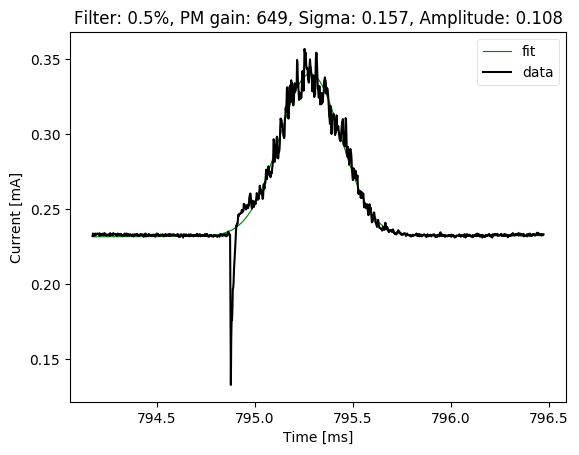 Filter: 0.5%, PM gain: 649, Sigma: 0.157, Amplitude: 0.108
fit
data
0.35
0.30
0.25
0.20
0.15
Current [mA]
794.5
795.0
795.5
796.0
796.5
Time [ms]